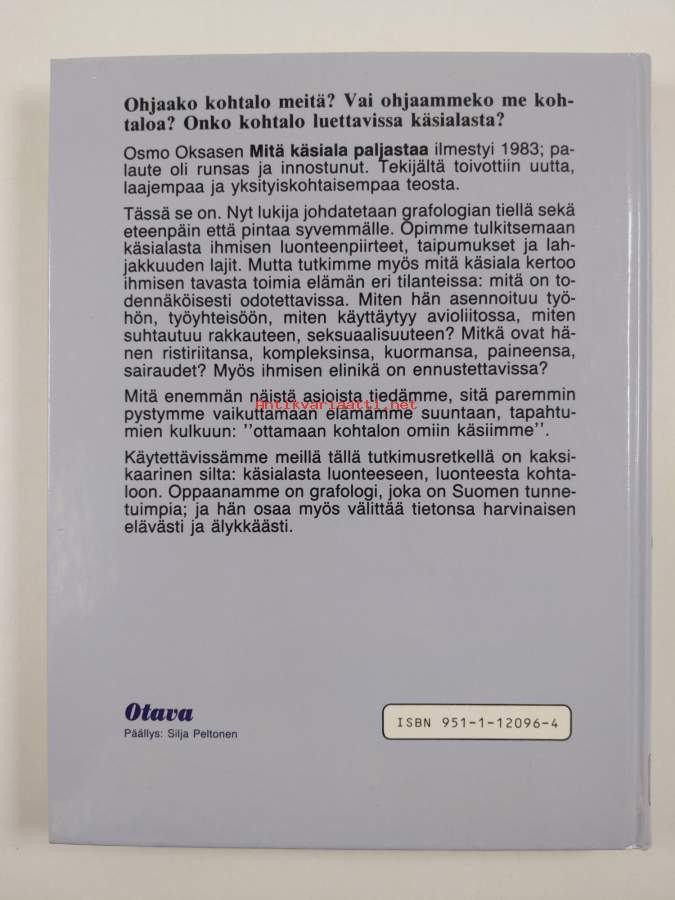 Ohjaako kohtalo meitä? Vai ohjaammeko me koh-
taloa? Onko kohtalo luettavissa käsialasta?
Osmo Oksasen Mitä käsiala paljastaa ilmestyi 1983; pa-
laute oli runsas ja innostunut. Tekijältä toivottiin uutta,
laajempaa ja yksityiskohtaisempaa teosta.
Tässä se on. Nyt lukija johdatetaan grafologian tiellä sekä
eteenpäin että pintaa syvemmälle. Opimme tulkitsemaan
käsialasta ihmisen luonteenpiirteet, taipumukset ja lah-
jakkuuden lajit. Mutta tutkimme myös mitä käsiala kertoo
ihmisen tavasta toimia elämän eri tilanteissa: mitä on to-
dennäköisesti odotettavissa. Miten hän asennoituu työ-
hön, työyhteisöön, miten käyttäytyy avioliitossa, miten
suhtautuu rakkauteen, seksuaalisuuteen? Mitkä ovat hä-
nen ristiriitansa, kompleksinsa, kuormansa, paineensa,
sairaudet? Myös ihmisen elinikä on ennustettavissa?
Mitä enemmän näistä asioista tiedämme, sitä paremmin
pystymme vaikuttamaan elämämme suuntaan, tapahtu-
Antikvariaatti.net
mien kulkuun: ''ottamaan kohtalon omiin käsiimme''.
Käytettävissämme meillä tällä tutkimusretkellä on kaksi-
kaarinen silta: käsialasta luonteeseen, luonteesta kohta-
loon. Oppaanamme on grafologi, joka on Suomen tunne-
tuimpia; ja hän osaa myös välittää tietonsa harvinaisen
elävästi ja älykkäästi.
Otava
Päällys: Silja Peltonen
ISBN 951-1-12096-4